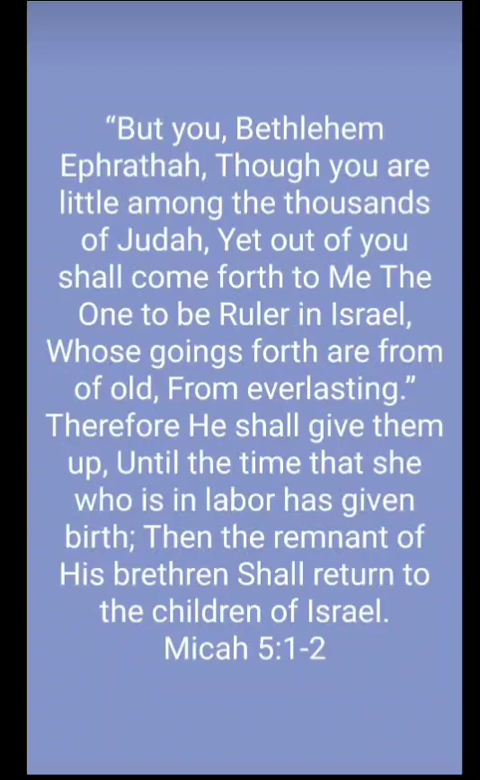 “But you, Bethlehem
Ephrathah, Though you are
little among the thousands
of Judah, Yet out of you
shall come forth to Me The
One to be Ruler in Israel,
Whose goings forth are from
of old, From everlasting.”
Therefore He shall give them
up, Until the time that she
who is in labor has given
birth; Then the remnant of
His brethren Shall return to
the children of Israel.
Micah 5:1-2